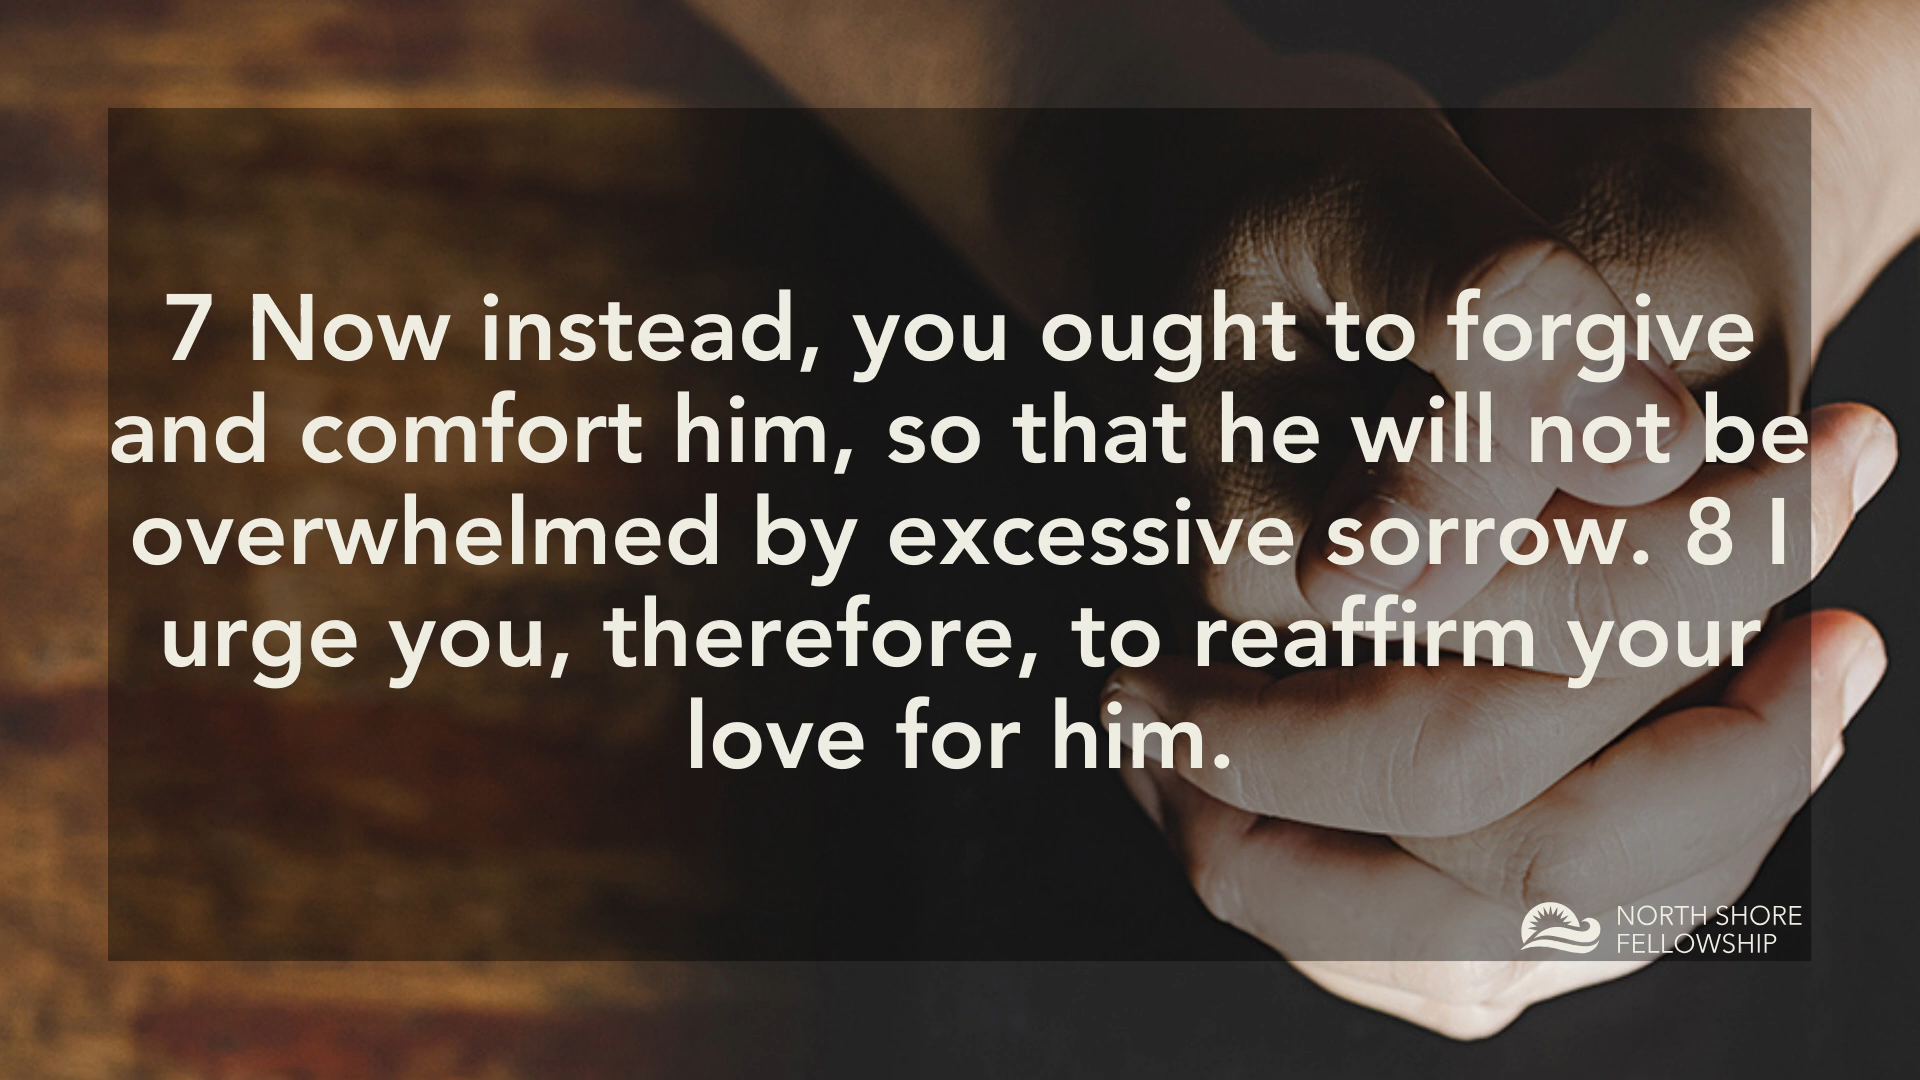 7 Now instead, you ought to forgive
and comfort him, so that he will not be
overwhelmed by excessive sorrow. 8 I
urge you, therefore, to reaffirm your
love for him.
NORTH SHORE
FELLOWSHIP